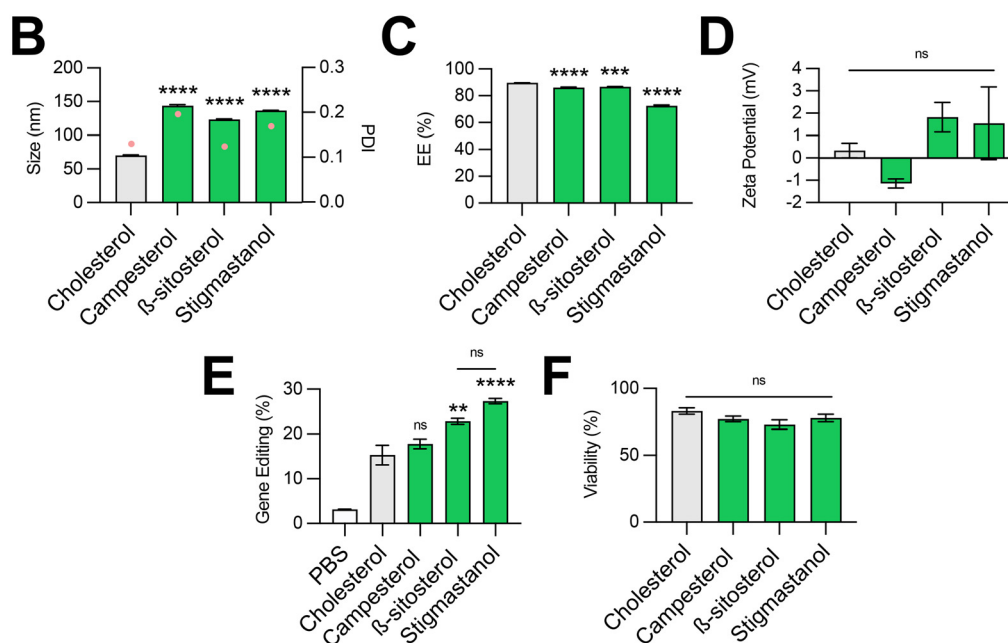 B
Size (nm)
200
150
100
50
0
****
****
****
0.3
0.2
0.1
0.0
PDI
Cholesterol
Campesterol
ß-sitosterol
Stigmastanol
C
EE (%)
100
80
60
40
20
0
****
***
****
Cholesterol
Campesterol
ß-sitosterol
Stigmastanol
D
Zeta Potential (mV)
4
3
2
1
0
-1
-2
ns
Cholesterol
Campesterol
ß-sitosterol
Stigmastanol
E
Gene Editing (%)
30
20
10
0
ns
ns
**
****
PBS
Cholesterol
Campesterol
ß-sitosterol
Stigmastanol
F
Viability (%)
100
50
0
ns
Cholesterol
Campesterol
ß-sitosterol
Stigmastanol